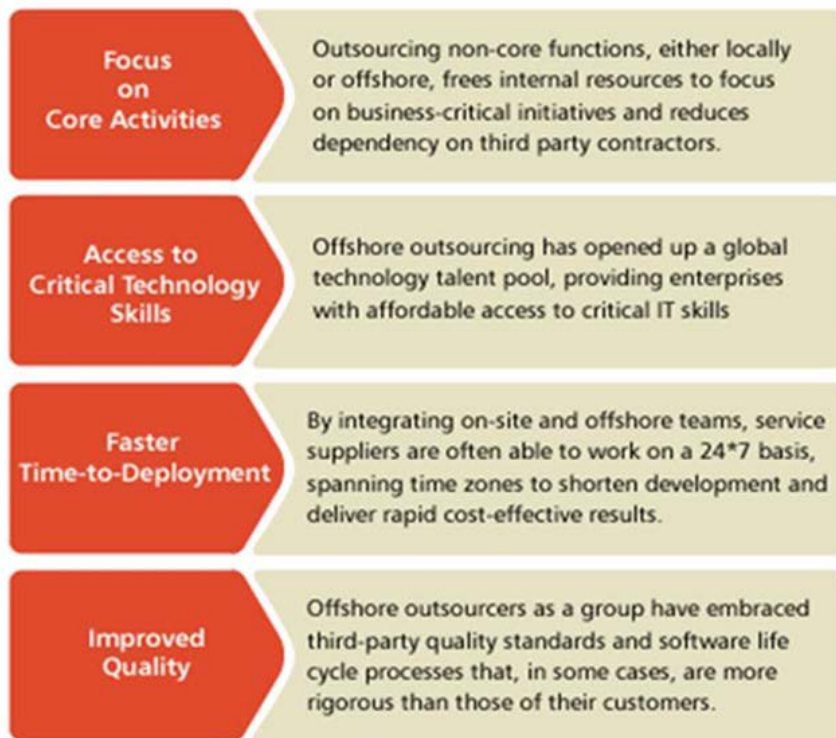 Focus
on
Core Activities
Outsourcing non-core functions, either locally
or offshore, frees internal resources to focus
on business-critical initiatives and reduces
dependency on third party contractors.
Access to
Critical Technology
Skills
Offshore outsourcing has opened up a global
technology talent pool, providing enterprises
with affordable access to critical IT skills
Faster
Time-to-Deployment
By integrating on-site and offshore teams, service
suppliers are often able to work on a 24*7 basis,
spanning time zones to shorten development and
deliver rapid cost-effective results.
Improved
Quality
Offshore outsourcers as a group have embraced
third-party quality standards and software life
cycle processes that, in some cases, are more
rigorous than those of their customers.